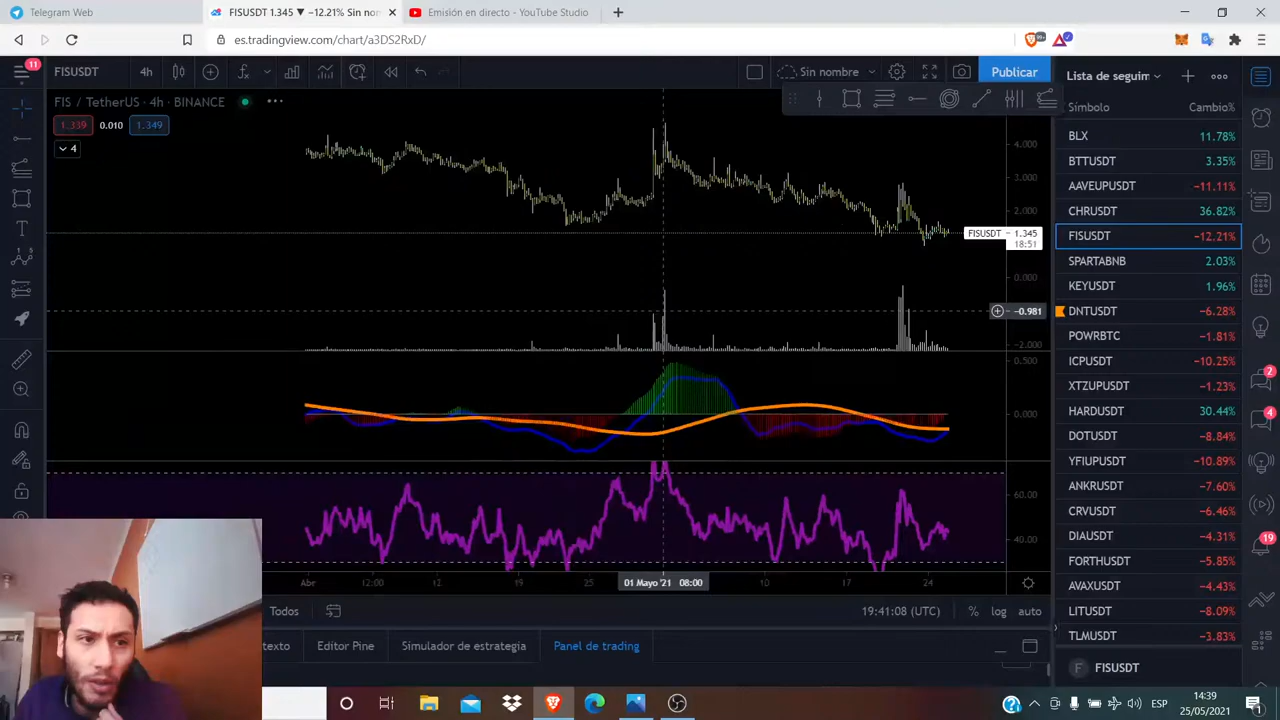 Telegram Web
FISUSDT 1.345 ▼ −12.21% Sin nom
Emisión en directo - YouTube Studio
es.tradingview.com/chart/a3DS2RxD/
99+
11
FISUSDT
4h
Sin nombre
Publicar
Lista de seguim
FIS / TetherUS · 4h · BINANCE
1.339
0.010
1.349
4
4.000
3.000
2.000
FISUSDT
1.345
18:51
0.000
−0.981
−2.000
0.500
0.000
60.00
40.00
Abr
12:00
12
19
25
01 Mayo '21 08:00
10
17
24
Todos
19:41:08 (UTC)
%
log
auto
texto
Editor Pine
Simulador de estrategia
Panel de trading
Símbolo
Cambio%
BLX 11.78%
BTTUSDT 3.35%
AAVEUPUSDT −11.11%
CHRUSDT 36.82%
FISUSDT −12.21%
SPARTABNB 2.03%
KEYUSDT 1.96%
DNTUSDT −6.28%
POWRBTC −1.81%
ICPUSDT −10.25%
XTZUPUSDT −1.23%
HARDUSDT 30.44%
DOTUSDT −8.84%
YFIUPUSDT −10.89%
ANKRUSDT −7.60%
CRVUSDT −6.46%
DIAUSDT −4.31%
FORTHUSDT −5.85%
AVAXUSDT −4.43%
LITUSDT −8.09%
TLMUSDT −3.83%
F FISUSDT
2
4
19
ESP
14:39
25/05/2021
1